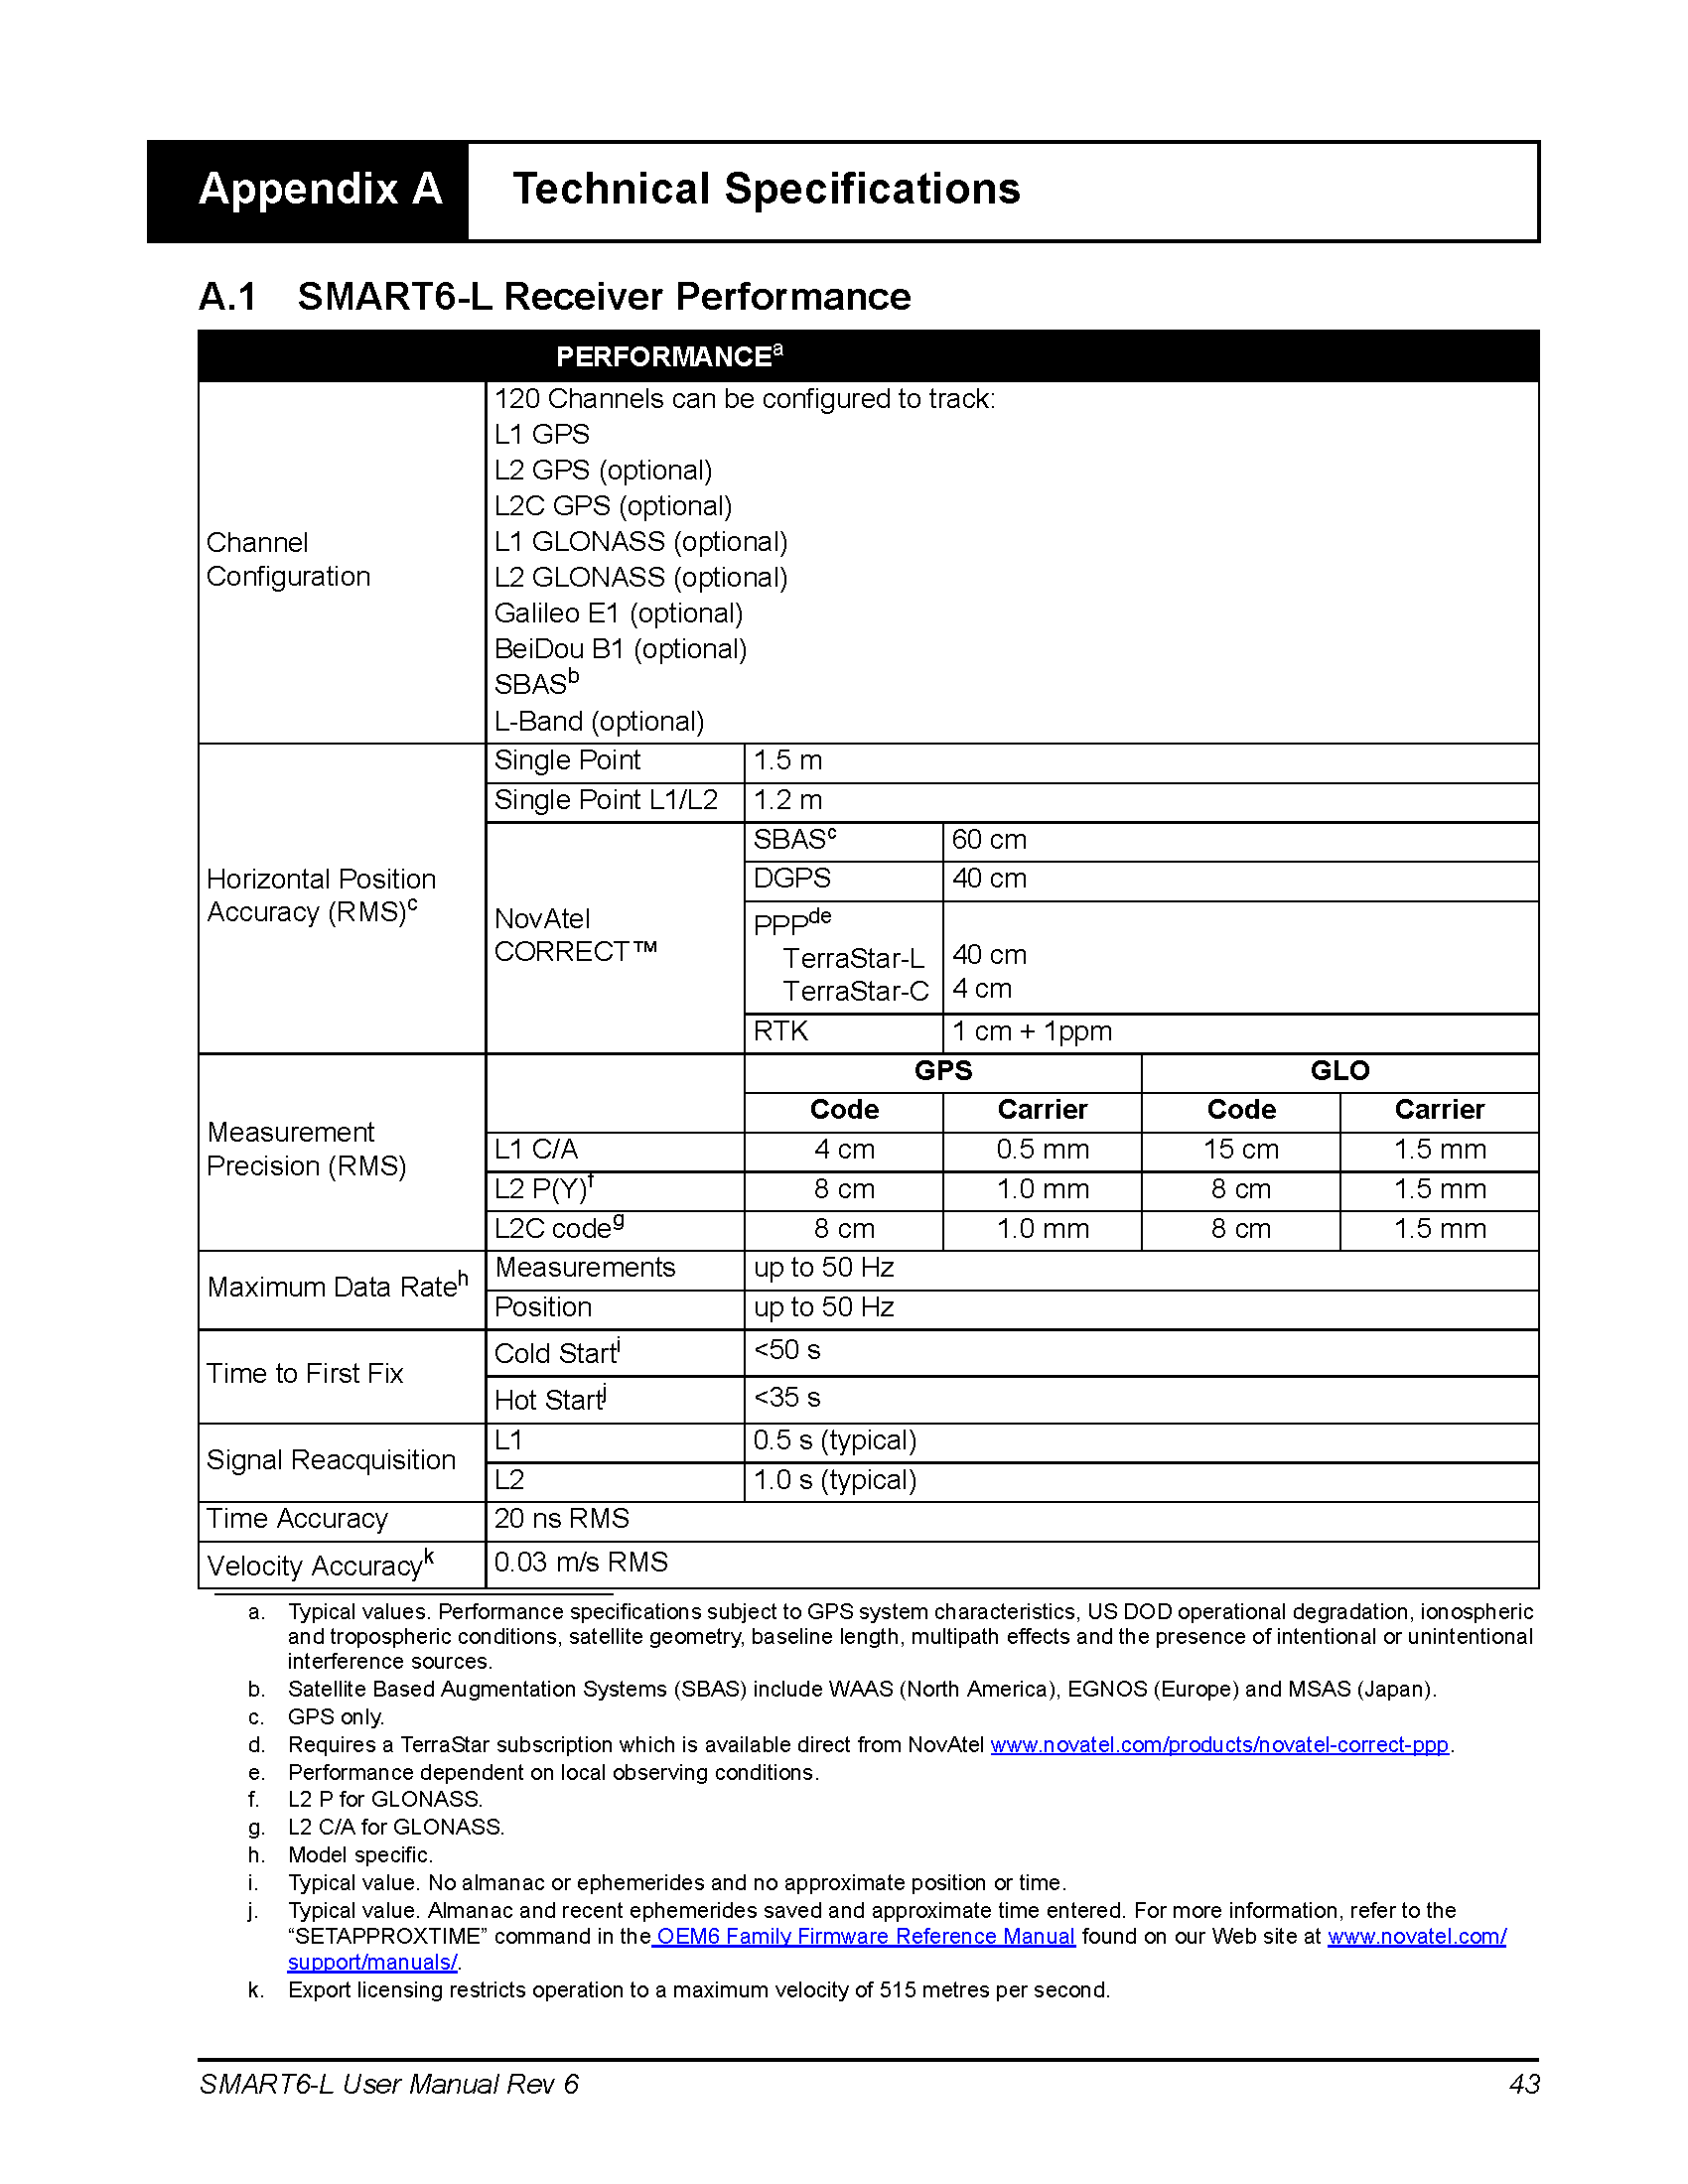 Appendix A Technical Specifications
A.1 SMART6-L Receiver Performance
PERFORMANCEa
Channel
Configuration
120 Channels can be configured to track:
L1 GPS
L2 GPS (optional)
L2C GPS (optional)
L1 GLONASS (optional)
L2 GLONASS (optional)
Galileo E1 (optional)
BeiDou B1 (optional)
SBASb
L-Band (optional)
Horizontal Position
Accuracy (RMS)c
Single Point 1.5 m
Single Point L1/L2 1.2 m
NovAtel
CORRECT™
SBASc 60 cm
DGPS 40 cm
PPPde
TerraStar-L 40 cm
TerraStar-C 4 cm
RTK 1 cm + 1ppm
Measurement
Precision (RMS)
GPS GLO
Code Carrier Code Carrier
L1 C/A 4 cm 0.5 mm 15 cm 1.5 mm
L2 P(Y)f 8 cm 1.0 mm 8 cm 1.5 mm
L2C codeg 8 cm 1.0 mm 8 cm 1.5 mm
Maximum Data Rateh
Measurements up to 50 Hz
Position up to 50 Hz
Time to First Fix
Cold Starti <50 s
Hot Startj <35 s
Signal Reacquisition
L1 0.5 s (typical)
L2 1.0 s (typical)
Time Accuracy 20 ns RMS
Velocity Accuracyk 0.03 m/s RMS
a. Typical values. Performance specifications subject to GPS system characteristics, US DOD operational degradation, ionospheric
and tropospheric conditions, satellite geometry, baseline length, multipath effects and the presence of intentional or unintentional
interference sources.
b. Satellite Based Augmentation Systems (SBAS) include WAAS (North America), EGNOS (Europe) and MSAS (Japan).
c. GPS only.
d. Requires a TerraStar subscription which is available direct from NovAtel www.novatel.com/products/novatel-correct-ppp.
e. Performance dependent on local observing conditions.
f. L2 P for GLONASS.
g. L2 C/A for GLONASS.
h. Model specific.
i. Typical value. No almanac or ephemerides and no approximate position or time.
j. Typical value. Almanac and recent ephemerides saved and approximate time entered. For more information, refer to the
“SETAPPROXTIME” command in the OEM6 Family Firmware Reference Manual found on our Web site at www.novatel.com/
support/manuals/.
k. Export licensing restricts operation to a maximum velocity of 515 metres per second.
SMART6-L User Manual Rev 6 43